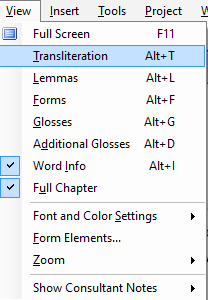 View Insert Tools Project
Full Screen F11
Transliteration Alt+T
Lemmas Alt+L
Forms Alt+F
Glosses Alt+G
Additional Glosses Alt+D
Word Info Alt+I
Full Chapter
Font and Color Settings
Form Elements...
Zoom
Show Consultant Notes